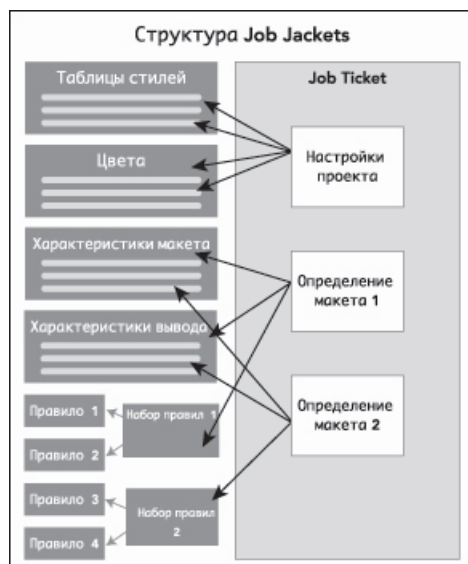 Структура Job Jackets
Таблицы стилей
Цвета
Характеристики макета
Характеристики вывода
Правило 1
Правило 2
Правило 3
Правило 4
Набор правил 1
Набор правил
2
Job Ticket
Настройки
проекта
Определение
макета 1
Определение
макета 2